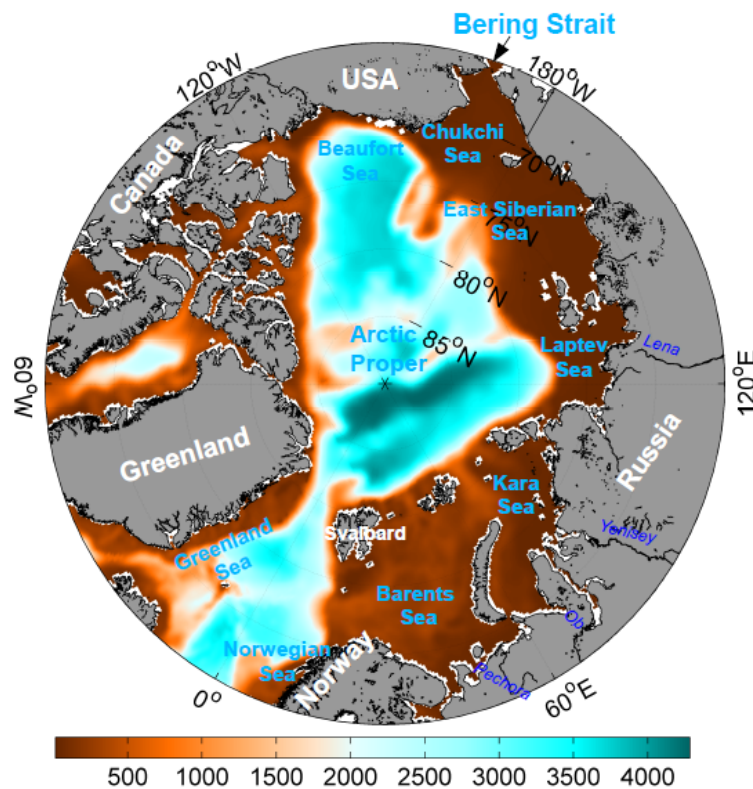 Bering Strait
120°W
USA
180°W
Canada
Beaufort
Sea
Chukchi
Sea
70°N
East Siberian
Sea
75°N
80°N
85°N
Arctic
Proper
Laptev
Sea
Lena
60°W
120°E
Greenland
Russia
Kara
Sea
Svalbard
Yenisey
Greenland
Sea
Barents
Sea
Ob
Norwegian
Sea
Norway
Pechora
0°
60°E
500 1000 1500 2000 2500 3000 3500 4000